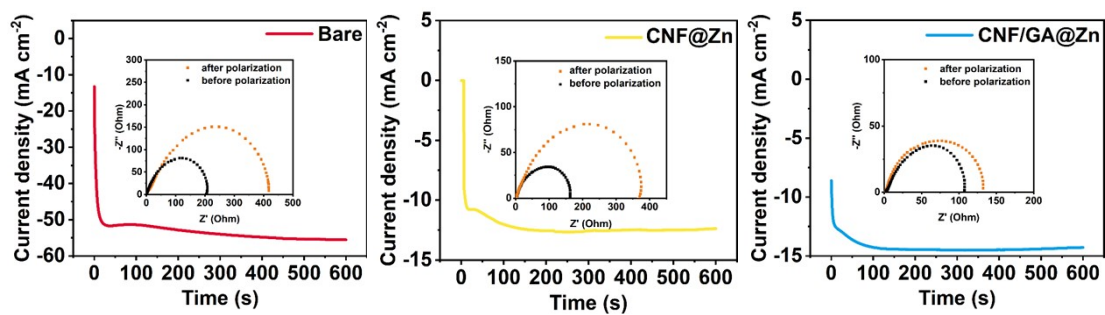 Bare
Current density (mA cm⁻²)
0
-10
-20
-30
-40
-50
-60
0 100 200 300 400 500 600
Time (s)
after polarization
before polarization
-Z'' (Ohm)
300
250
200
150
100
50
0
0 100 200 300 400 500
Z' (Ohm)
CNF@Zn
Current density (mA cm⁻²)
5
0
-5
-10
-15
0 100 200 300 400 500 600
Time (s)
after polarization
before polarization
-Z'' (Ohm)
150
100
50
0
0 100 200 300 400
Z' (Ohm)
CNF/GA@Zn
Current density (mA cm⁻²)
5
0
-5
-10
-15
0 100 200 300 400 500 600
Time (s)
after polarization
before polarization
-Z'' (Ohm)
100
50
0
0 50 100 150 200
Z' (Ohm)